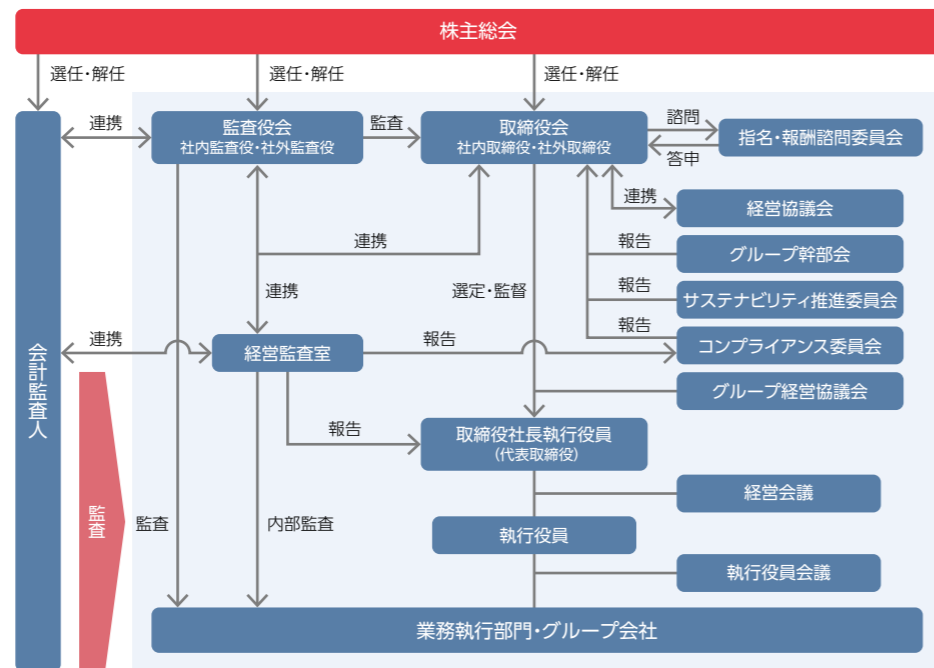 株主総会
選任・解任
選任・解任
選任・解任
連携
監査役会
社内監査役・社外監査役
監査
取締役会
社内取締役・社外取締役
諮問
答申
指名・報酬諮問委員会
連携
経営協議会
報告
グループ幹部会
連携
連携
選定・監督
報告
サステナビリティ推進委員会
報告
コンプライアンス委員会
会計監査人
連携
経営監査室
報告
グループ経営協議会
報告
取締役社長執行役員
(代表取締役)
経営会議
監査
監査
内部監査
執行役員
執行役員会議
業務執行部門・グループ会社